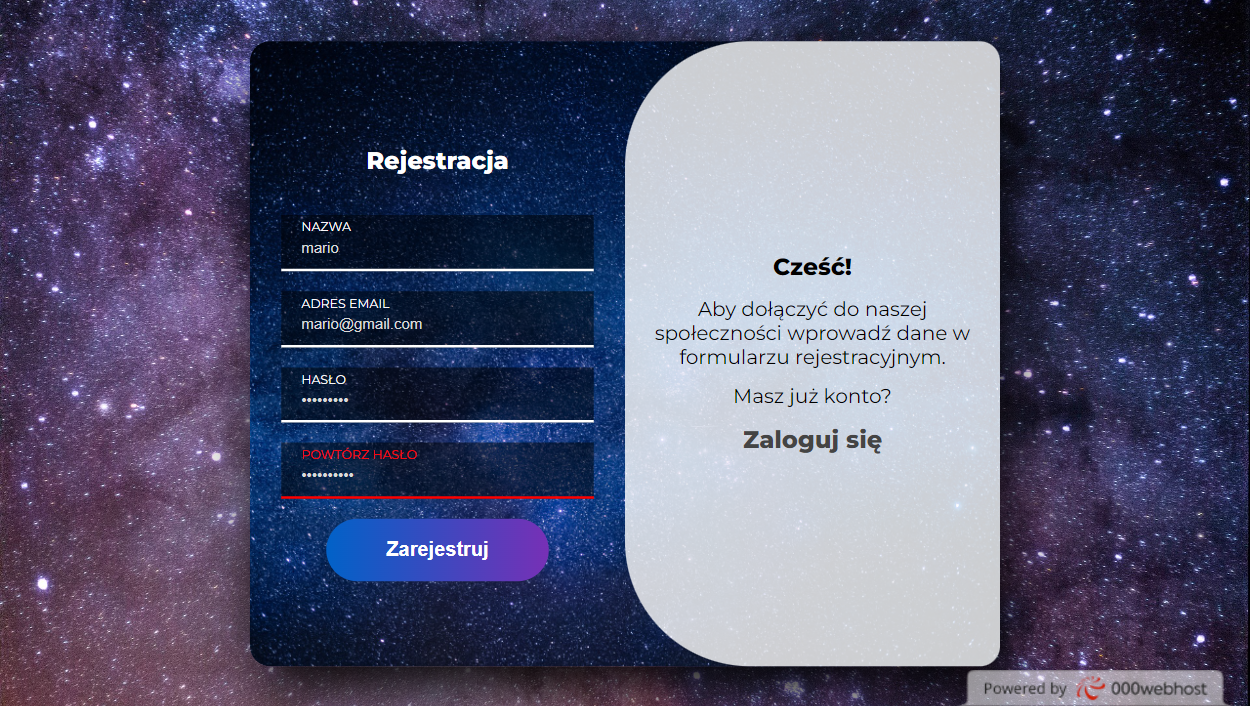 Rejestracja
NAZWA
mario
ADRES EMAIL
mario@gmail.com
HASŁO
•••••••••
POWTÓRZ HASŁO
••••••••••
Zarejestruj
Cześć!
Aby dołączyć do naszej
społeczności wprowadź dane w
formularzu rejestracyjnym.
Masz już konto?
Zaloguj się
Powered by 000webhost